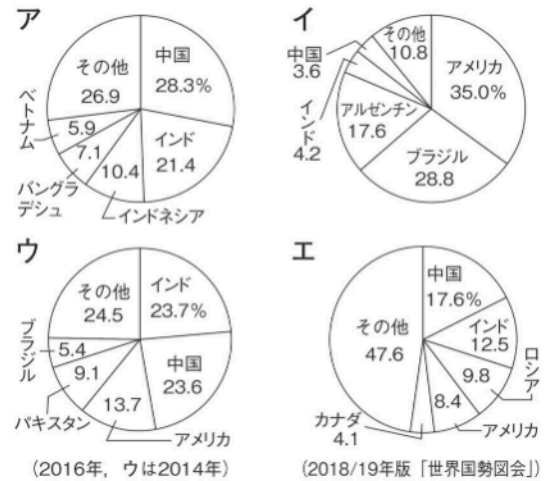 ア
中国
28.3%
インド
21.4
インドネシア
10.4
バングラ
デシュ
7.1
ベトナム
5.9
その他
26.9
イ
アメリカ
35.0%
ブラジル
28.8
アルゼンチン
17.6
インド
4.2
中国
3.6
その他
10.8
ウ
インド
23.7%
中国
23.6
アメリカ
13.7
パキスタン
9.1
ブラジル
5.4
その他
24.5
エ
中国
17.6%
インド
12.5
ロシア
9.8
アメリカ
8.4
カナダ
4.1
その他
47.6
(2016年, ウは2014年)
(2018/19年版「世界国勢図会」)